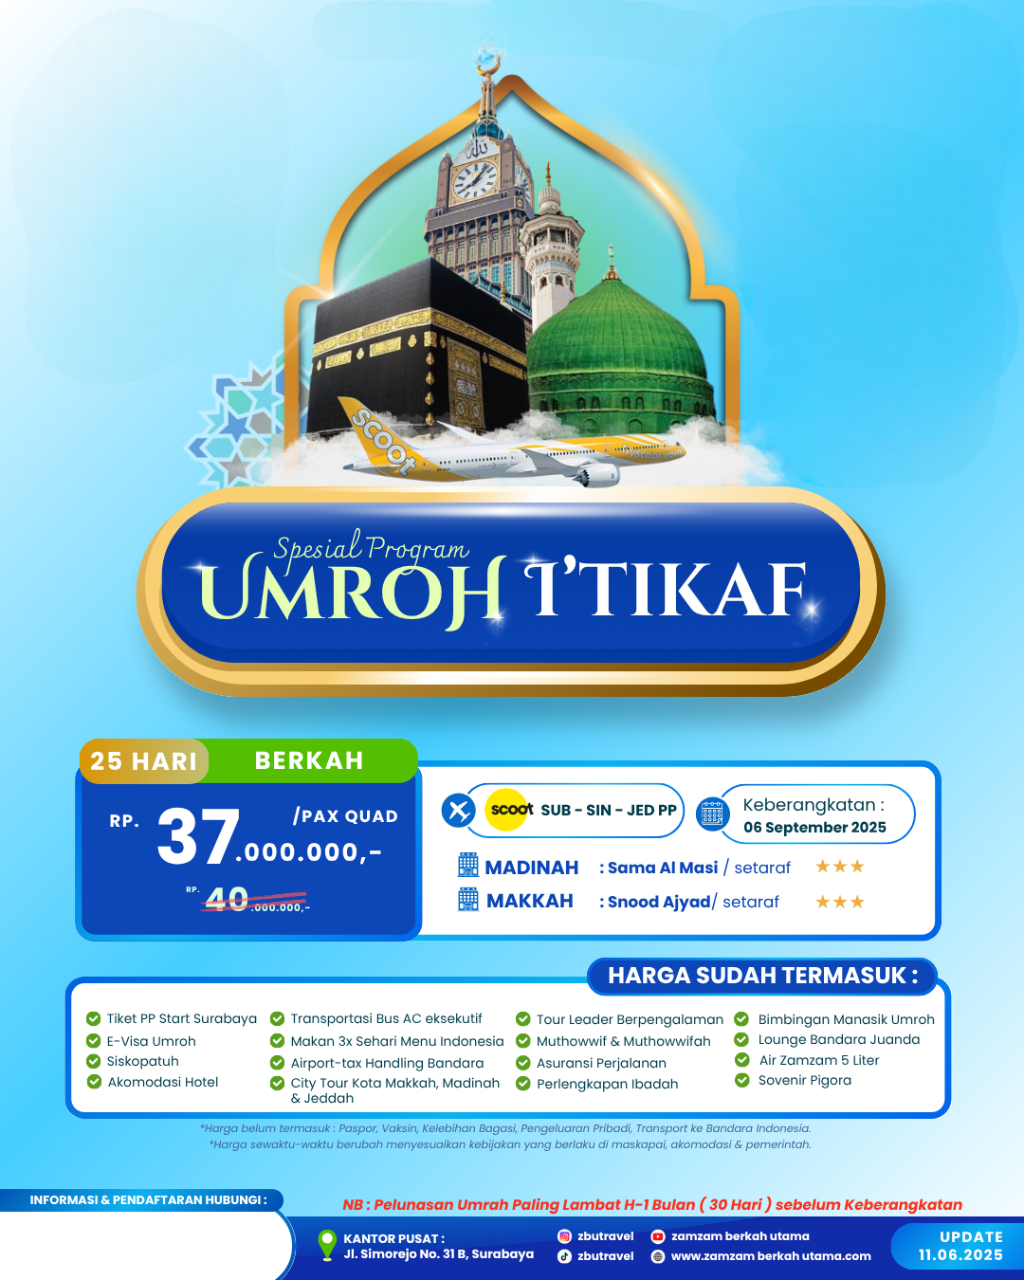 scoot
flyscoot.com
Spesial Program
UMROH I'TIKAF
25 HARI BERKAH
RP. 37.000.000,- /PAX QUAD
RP. 40.000.000,-
scoot SUB – SIN – JED PP
Keberangkatan :
06 September 2025
MADINAH : Sama Al Masi / setaraf
MAKKAH : Snood Ajyad/ setaraf
HARGA SUDAH TERMASUK :
Tiket PP Start Surabaya
E-Visa Umroh
Siskopatuh
Akomodasi Hotel
Transportasi Bus AC eksekutif
Makan 3x Sehari Menu Indonesia
Airport-tax Handling Bandara
City Tour Kota Makkah, Madinah
& Jeddah
Tour Leader Berpengalaman
Muthowwif & Muthowwifah
Asuransi Perjalanan
Perlengkapan Ibadah
Bimbingan Manasik Umroh
Lounge Bandara Juanda
Air Zamzam 5 Liter
Sovenir Pigora
*Harga belum termasuk : Paspor, Vaksin, Kelebihan Bagasi, Pengeluaran Pribadi, Transport ke Bandara Indonesia.
*Harga sewaktu-waktu berubah menyesuaikan kebijakan yang berlaku di maskapai, akomodasi & pemerintah.
INFORMASI & PENDAFTARAN HUBUNGI :
NB : Pelunasan Umrah Paling Lambat H-1 Bulan ( 30 Hari ) sebelum Keberangkatan
KANTOR PUSAT :
Jl. Simorejo No. 31 B, Surabaya
zbutravel
zbutravel
zamzam berkah utama
www.zamzam berkah utama.com
UPDATE
11.06.2025